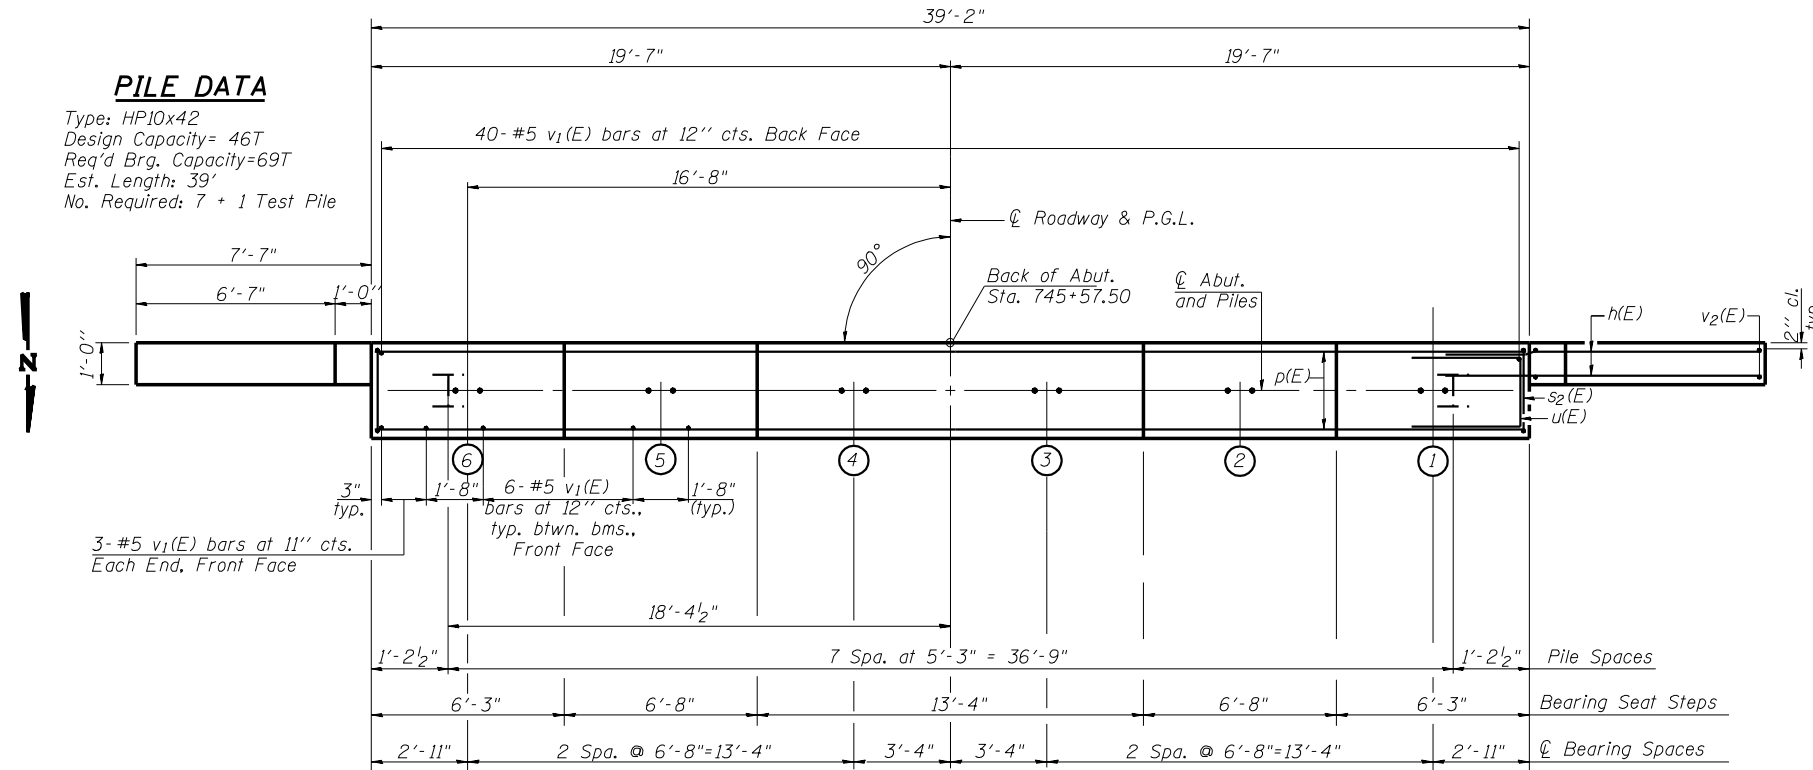 39'-2"
19'-7"
19'-7"
PILE DATA
Type: HP10x42
Design Capacity= 46T
Req'd Brg. Capacity=69T
Est. Length: 39'
No. Required: 7 + 1 Test Pile
40-#5 v1(E) bars at 12'' cts. Back Face
16'-8"
℄ Roadway & P.G.L.
90°
7'-7"
6'-7"
1'-0"
1'-0"
Back of Abut.
Sta. 745+57.50
℄ Abut.
and Piles
h(E)
v2(E)
2" cl.
typ.
N
p(E)
s2(E)
u(E)
6
5
4
3
2
1
3"
typ.
1'-8"
6-#5 v1(E)
bars at 12'' cts.,
typ. btwn. bms.,
Front Face
1'-8"
(typ.)
3-#5 v1(E) bars at 11'' cts.
Each End, Front Face
18'-4½"
1'-2½"
7 Spa. at 5'-3" = 36'-9"
1'-2½"
Pile Spaces
6'-3"
6'-8"
13'-4"
6'-8"
6'-3"
Bearing Seat Steps
2'-11"
2 Spa. @ 6'-8"=13'-4"
3'-4"
3'-4"
2 Spa. @ 6'-8"=13'-4"
2'-11"
℄ Bearing Spaces